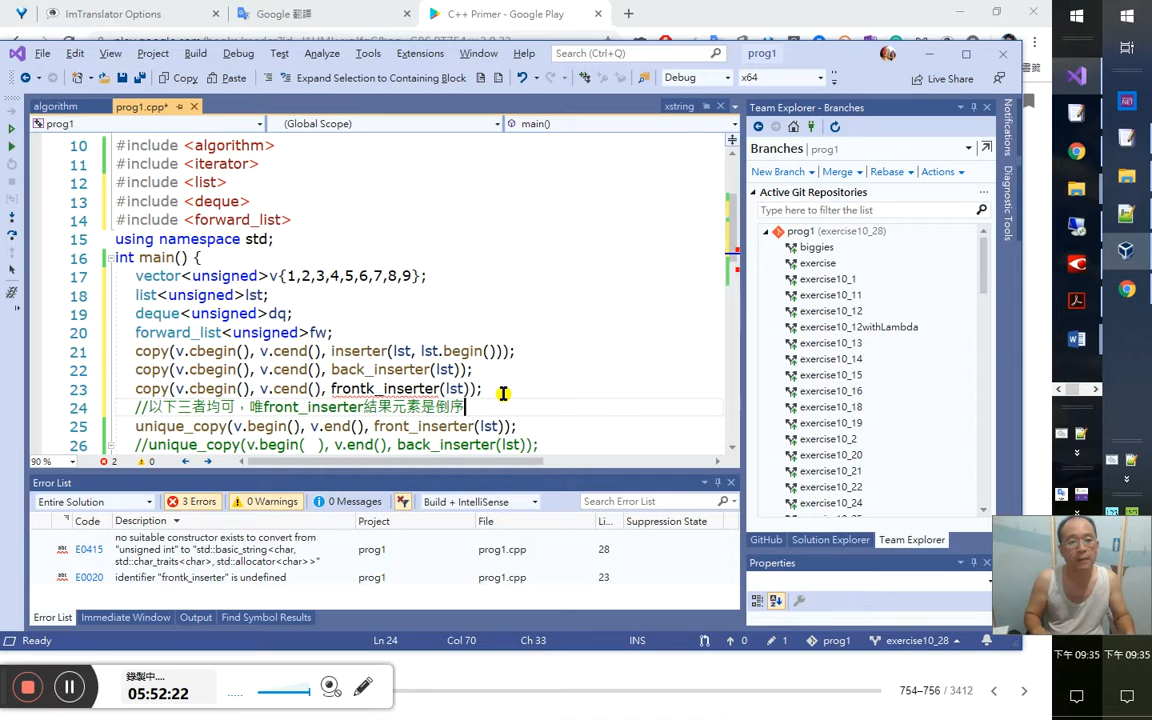 ImTranslator Options
Google 翻譯
C++ Primer - Google Play
File Edit View Project Build Debug Test Analyze Tools Extensions Window Help
Search (Ctrl+Q)
prog1
Copy Paste Expand Selection to Containing Block
Debug
x64
Live Share
algorithm
prog1.cpp*
xstring
prog1
(Global Scope)
main()
10 #include <algorithm>
11 #include <iterator>
12 #include <list>
13 #include <deque>
14 #include <forward_list>
15 using namespace std;
16 int main() {
17 vector<unsigned>v{1,2,3,4,5,6,7,8,9};
18 list<unsigned>lst;
19 deque<unsigned>dq;
20 forward_list<unsigned>fw;
21 copy(v.cbegin(), v.cend(), inserter(lst, lst.begin()));
22 copy(v.cbegin(), v.cend(), back_inserter(lst));
23 copy(v.cbegin(), v.cend(), frontk_inserter(lst));
24 //以下三者均可，唯front_inserter結果元素是倒序
25 unique_copy(v.begin(), v.end(), front_inserter(lst));
26 //unique_copy(v.begin(  ), v.end(), back_inserter(lst));
90 %
2
0
Error List
Entire Solution
3 Errors
0 Warnings
0 Messages
Build + IntelliSense
Search Error List
Code Description Project File Li... Suppression State
E0415 no suitable constructor exists to convert from "unsigned int" to "std::basic_string<char, std::char_traits<char>, std::allocator<char>>" prog1 prog1.cpp 28
E0020 identifier "frontk_inserter" is undefined prog1 prog1.cpp 23
Error List Immediate Window Output Find Symbol Results
Team Explorer - Branches
Branches prog1
New Branch Merge Rebase Actions
Active Git Repositories
Type here to filter the list
prog1 (exercise10_28)
biggies
exercise
exercise10_1
exercise10_11
exercise10_12
exercise10_12withLambda
exercise10_13
exercise10_14
exercise10_15
exercise10_16
exercise10_18
exercise10_2
exercise10_20
exercise10_21
exercise10_22
exercise10_24
GitHub Solution Explorer Team Explorer
Properties
Notifications
Diagnostic Tools
Ready
Ln 24 Col 70 Ch 33 INS
0
1
prog1
exercise10_28
錄製中...
05:52:22
754–756 / 3412
下午 09:35
下午 09:35